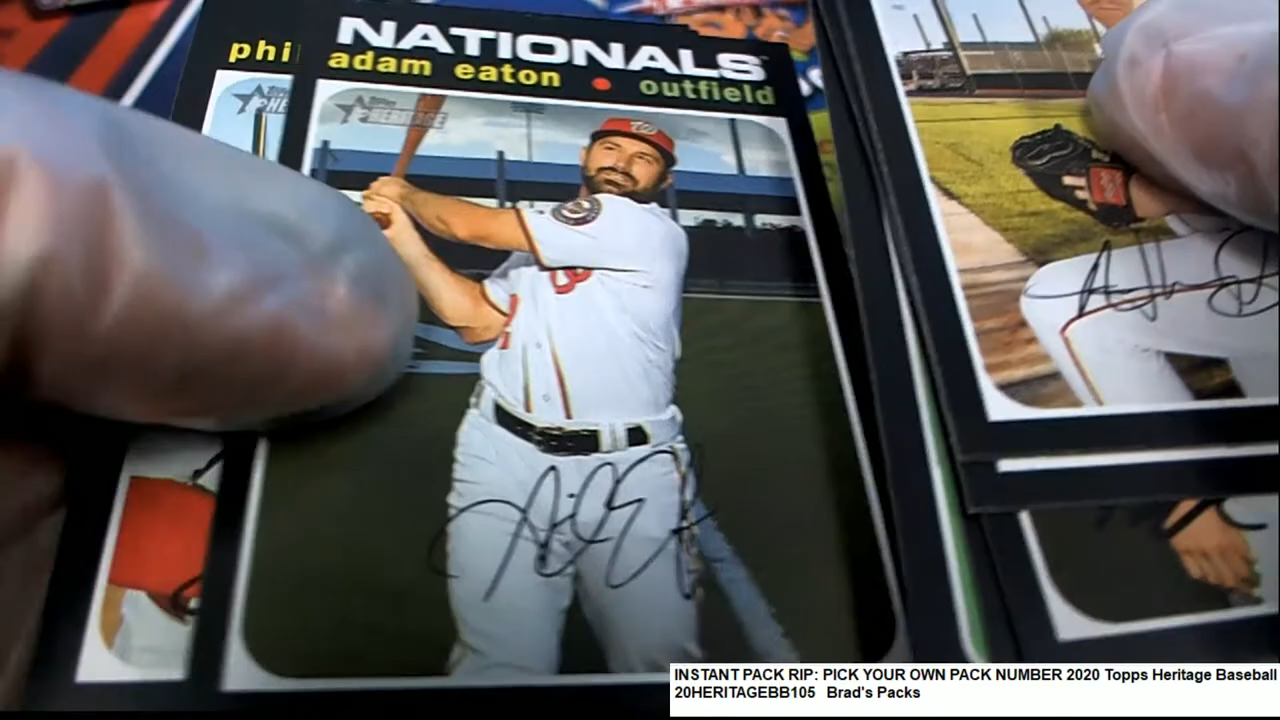 NATIONALS
phi
adam eaton • outfield
Topps
HERITAGE
W
INSTANT PACK RIP: PICK YOUR OWN PACK NUMBER 2020 Topps Heritage Baseball
20HERITAGEBB105 Brad's Packs